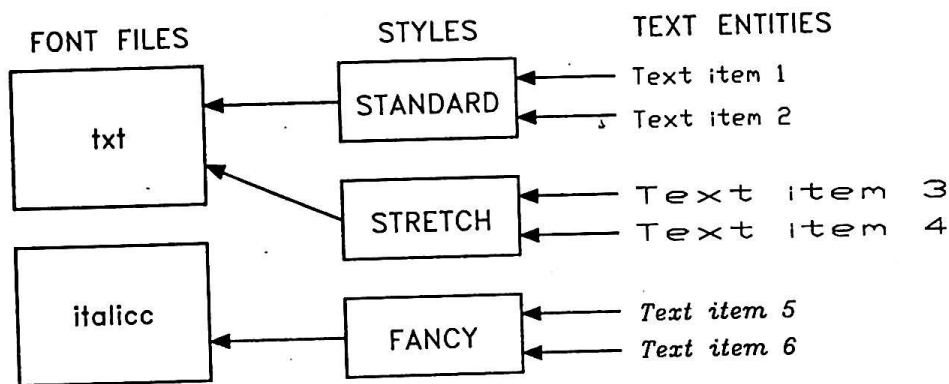 FONT FILES
STYLES
TEXT ENTITIES
txt
STANDARD
Text item 1
Text item 2
STRETCH
Text item 3
Text item 4
italicc
FANCY
Text item 5
Text item 6